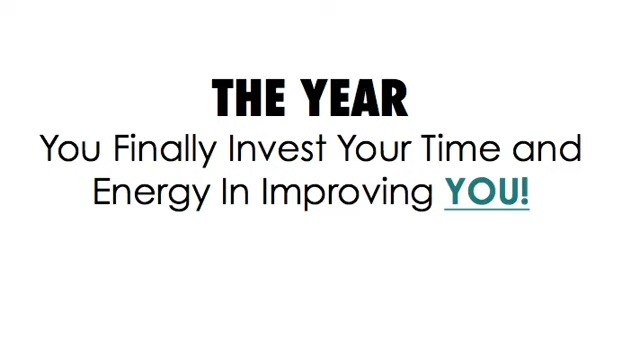 THE YEAR
You Finally Invest Your Time and
Energy In Improving YOU!